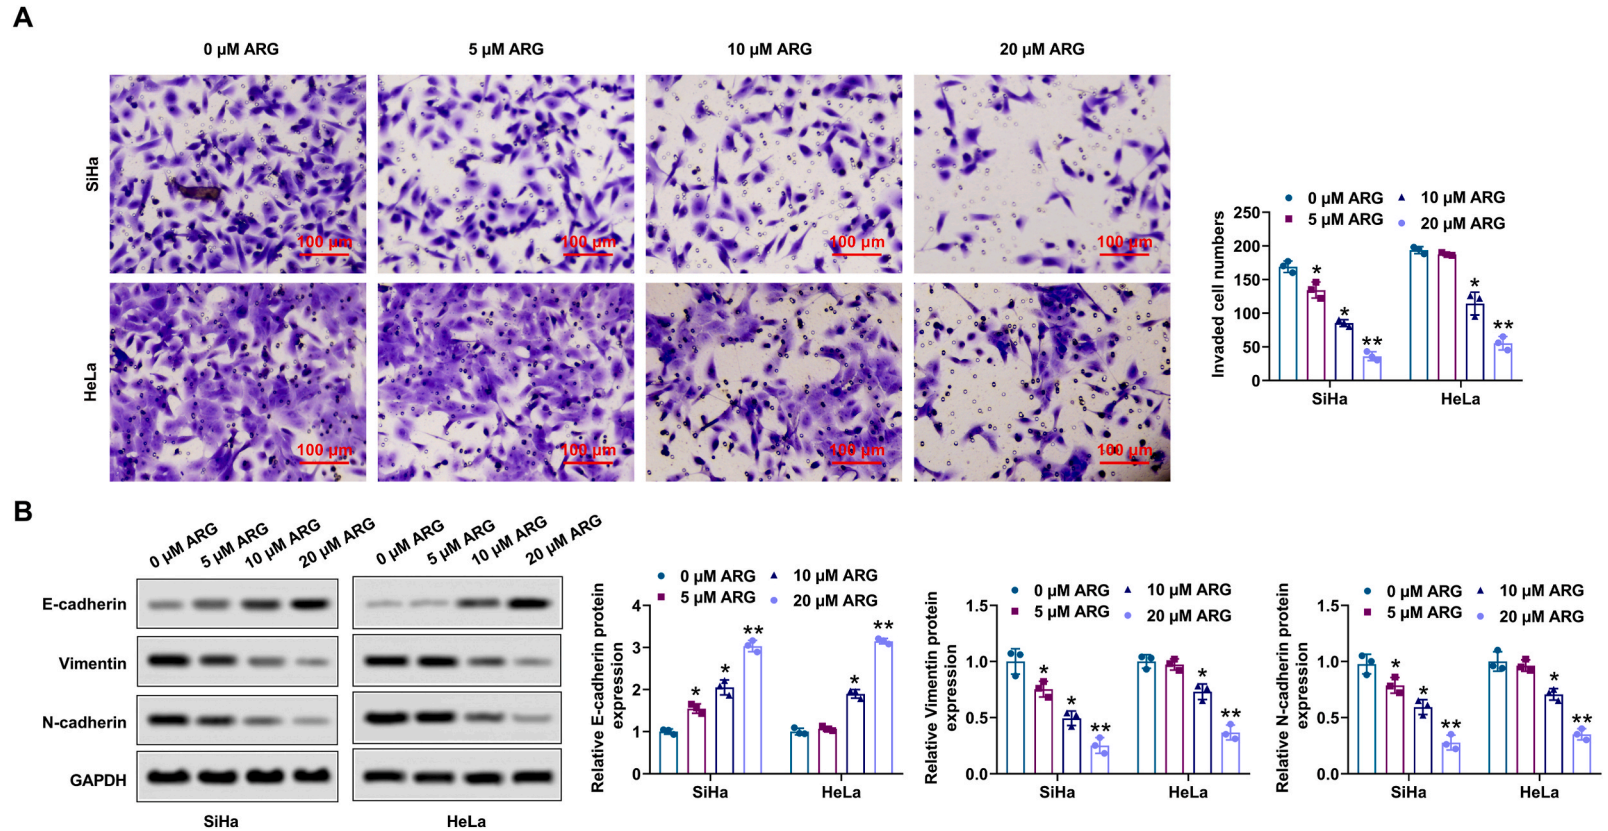 A
0 µM ARG
5 µM ARG
10 µM ARG
20 µM ARG
SiHa
100 µm
100 µm
100 µm
100 µm
HeLa
100 µm
100 µm
100 µm
100 µm
0 µM ARG
10 µM ARG
5 µM ARG
20 µM ARG
Invaded cell numbers
250
200
150
100
50
0
*
*
**
*
**
SiHa
HeLa
B
0 µM ARG
5 µM ARG
10 µM ARG
20 µM ARG
0 µM ARG
5 µM ARG
10 µM ARG
20 µM ARG
E-cadherin
Vimentin
N-cadherin
GAPDH
SiHa
HeLa
0 µM ARG
10 µM ARG
5 µM ARG
20 µM ARG
Relative E-cadherin protein
expression
4
3
2
1
0
*
*
**
*
**
SiHa
HeLa
0 µM ARG
10 µM ARG
5 µM ARG
20 µM ARG
Relative Vimentin protein
expression
1.5
1.0
0.5
0.0
*
*
**
*
**
SiHa
HeLa
0 µM ARG
10 µM ARG
5 µM ARG
20 µM ARG
Relative N-cadherin protein
expression
1.5
1.0
0.5
0.0
*
*
**
*
**
SiHa
HeLa